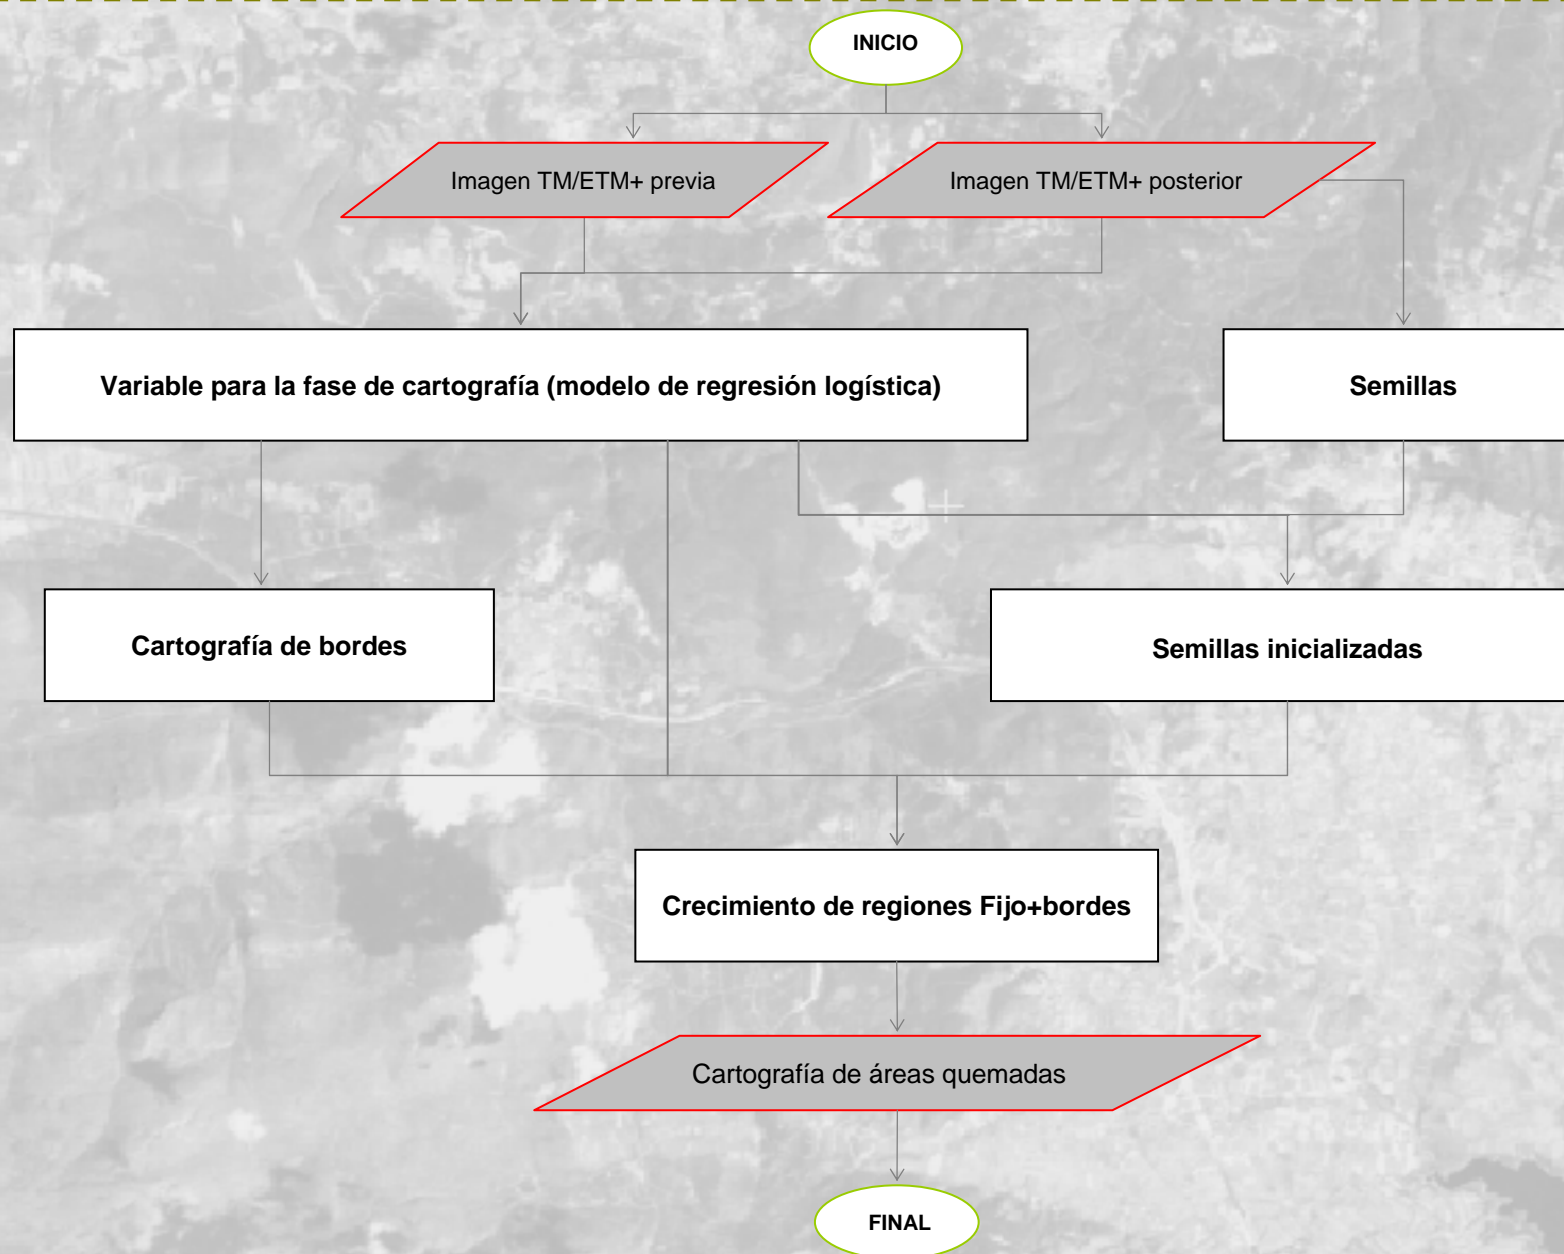 INICIO
Imagen TM/ETM+ previa
Imagen TM/ETM+ posterior
Variable para la fase de cartografía (modelo de regresión logística)
Semillas
Cartografía de bordes
Semillas inicializadas
Crecimiento de regiones Fijo+bordes
Cartografía de áreas quemadas
FINAL